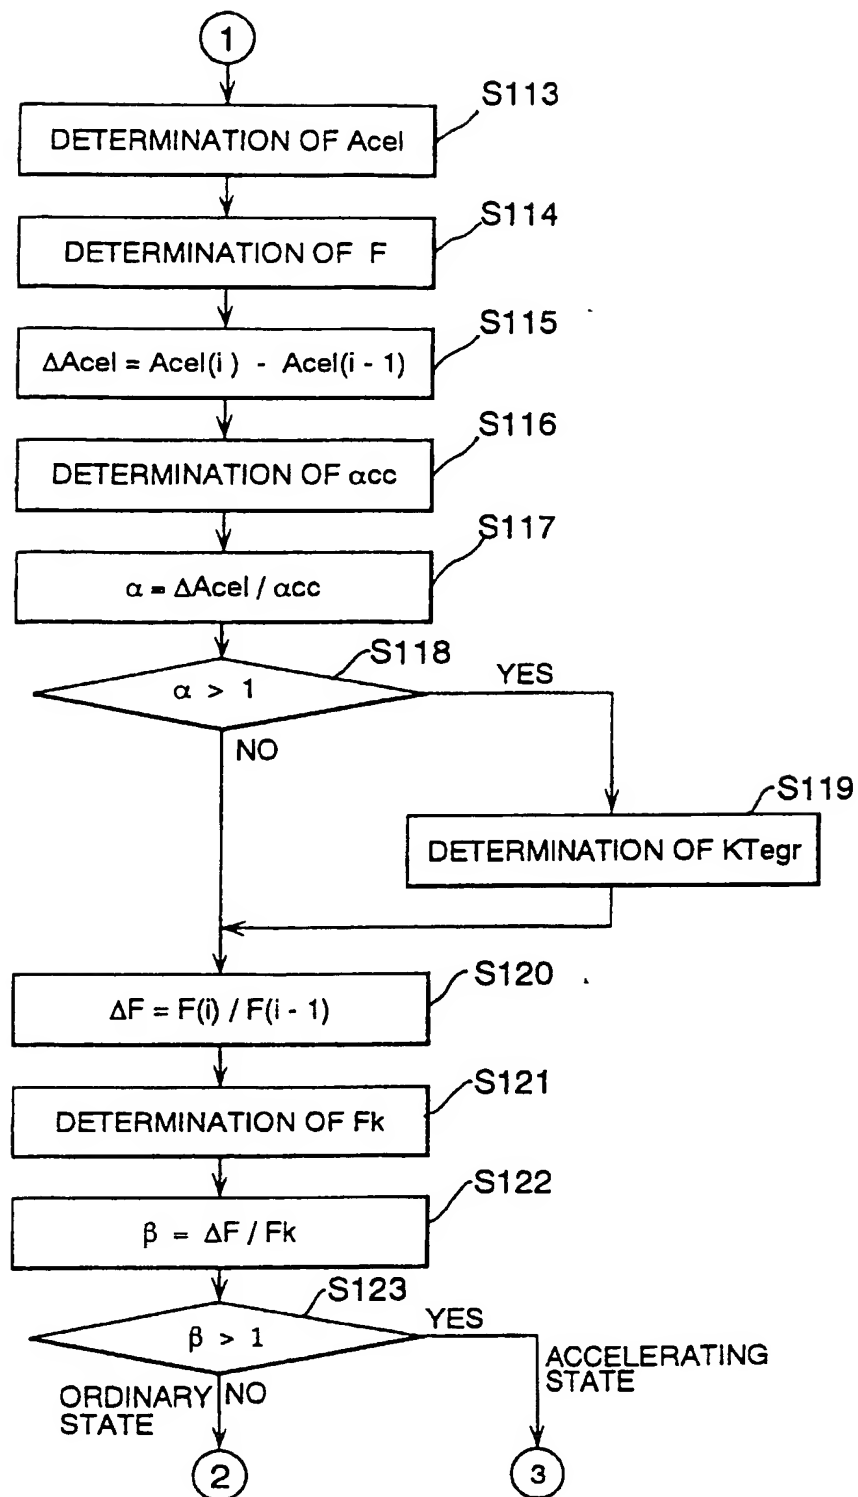 1
S113
DETERMINATION OF Acel
S114
DETERMINATION OF F
S115
ΔAcel = Acel(i) - Acel(i - 1)
S116
DETERMINATION OF αcc
S117
α = ΔAcel / αcc
S118
α > 1
YES
NO
S119
DETERMINATION OF KTegr
S120
ΔF = F(i) / F(i - 1)
S121
DETERMINATION OF Fk
S122
β = ΔF / Fk
S123
β > 1
YES
ACCELERATING
STATE
ORDINARY
STATE
NO
2
3